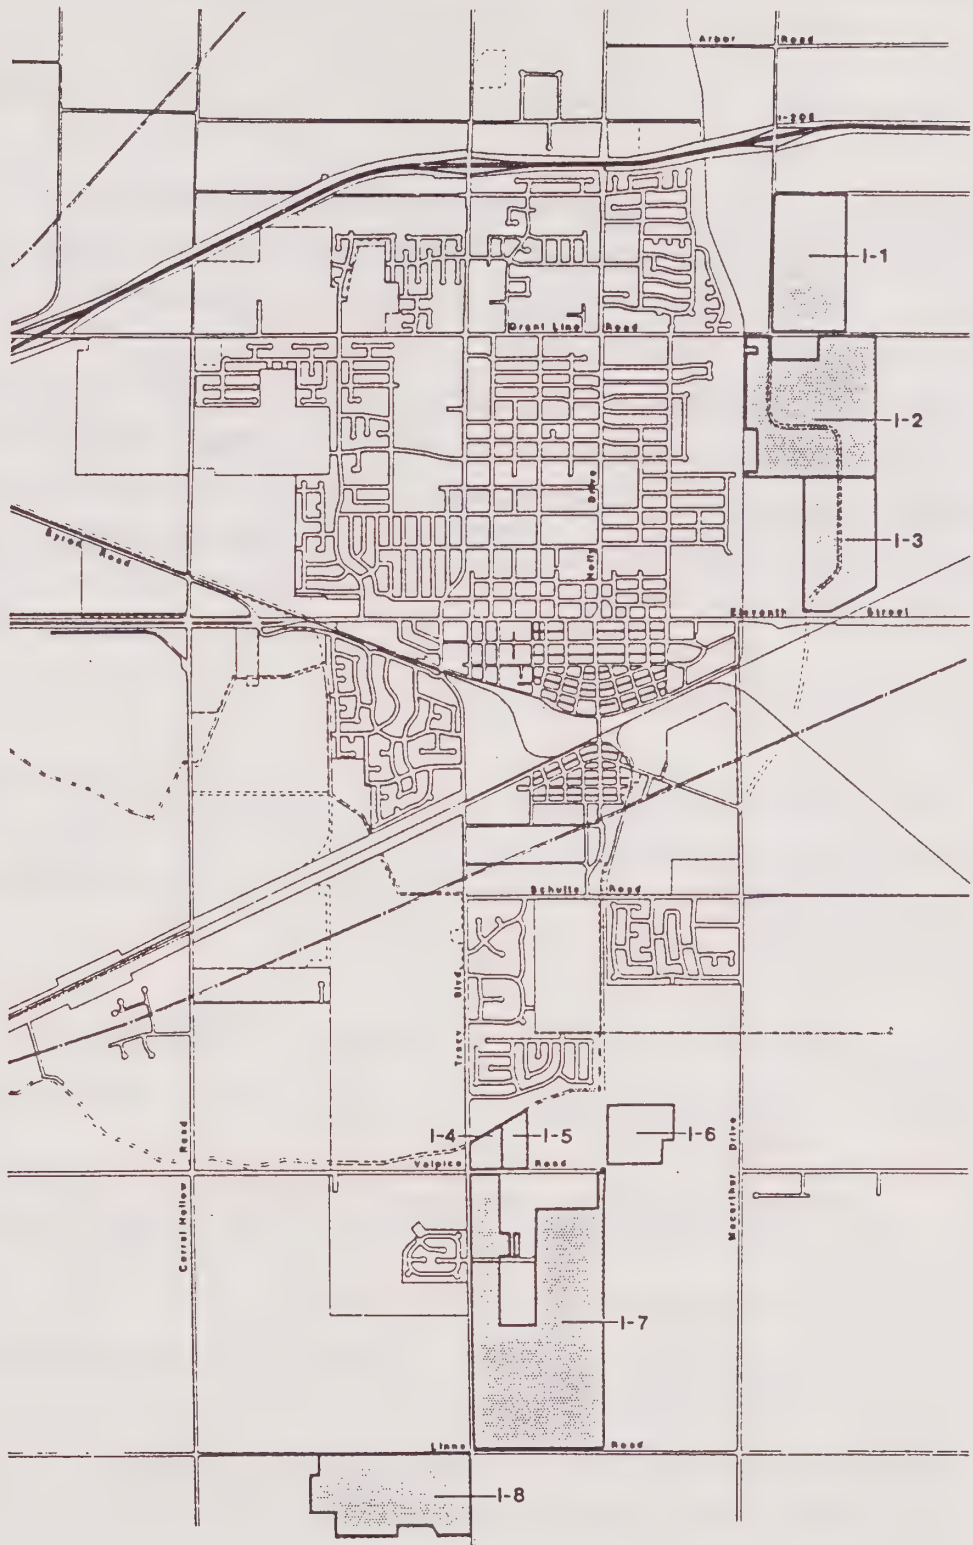 Arbor Road
I-205
I-1
Grant Line Road
I-2
Holly Drive
I-3
Byron Road
Eleventh Street
Schulte Road
Tracy Blvd.
I-4
I-5
I-6
Valpico Road
Corral Hollow Road
Macarthur Drive
I-7
Linne Road
I-8